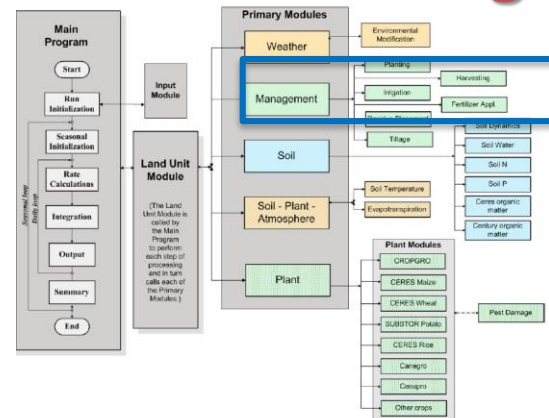 Main
Program
Start
Run
Initialization
Seasonal
Initialization
Rate
Calculations
Integration
Output
Summary
End
Seasonal loop
Daily loop
Input
Module
Land Unit
Module
(The Land
Unit Module is
called by
the Main
Program
to perform
each step of
processing
and in turn
calls each of
the Primary
Modules.)
Primary Modules
Weather
Management
Soil
Soil - Plant -
Atmosphere
Plant
Environmental
Modification
Planting
Harvesting
Irrigation
Fertilizer Appl.
Tillage
Soil Dynamics
Soil Water
Soil N
Soil P
Ceres organic
matter
Century organic
matter
Soil Temperature
Evapotranspiration
Plant Modules
CROPGRO
CERES Maize
CERES Wheat
SUBSTOR Potato
CERES Rice
Canegro
Casupro
Other crops
Pest Damage